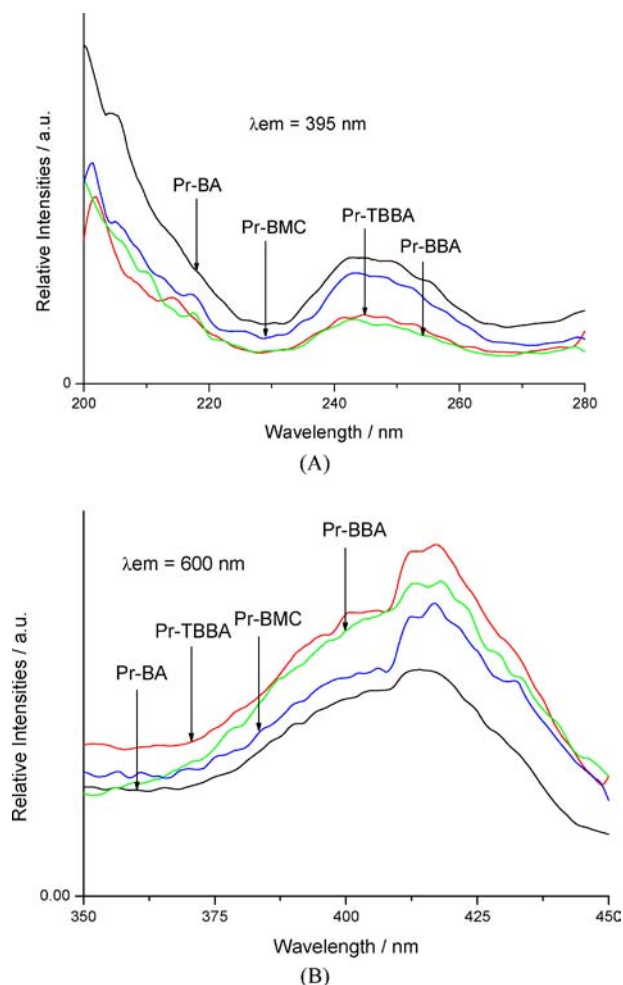 λem = 395 nm
Pr-BA
Pr-BMC
Pr-TBBA
Pr-BBA
Relative Intensities / a.u.
0
200 220 240 260 280
Wavelength / nm
(A)
λem = 600 nm
Pr-BBA
Pr-TBBA
Pr-BMC
Pr-BA
Relative Intensities / a.u.
0.00
350 375 400 425 450
Wavelength / nm
(B)